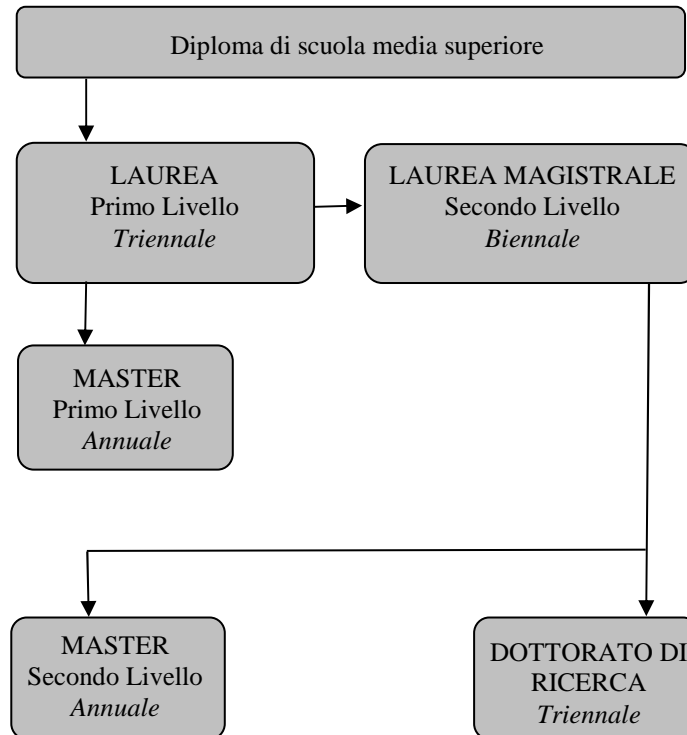 Diploma di scuola media superiore
LAUREA
Primo Livello
Triennale
LAUREA MAGISTRALE
Secondo Livello
Biennale
MASTER
Primo Livello
Annuale
MASTER
Secondo Livello
Annuale
DOTTORATO DI
RICERCA
Triennale